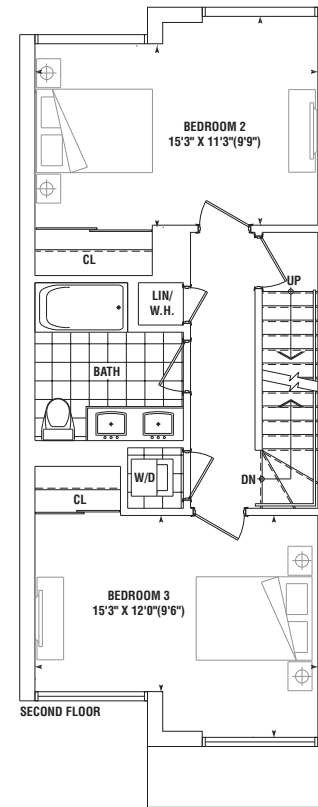 BEDROOM 2
15'3" X 11'3"(9'9")
CL
UP
LIN/
W.H.
BATH
W/D
DN
CL
BEDROOM 3
15'3" X 12'0"(9'6")
SECOND FLOOR